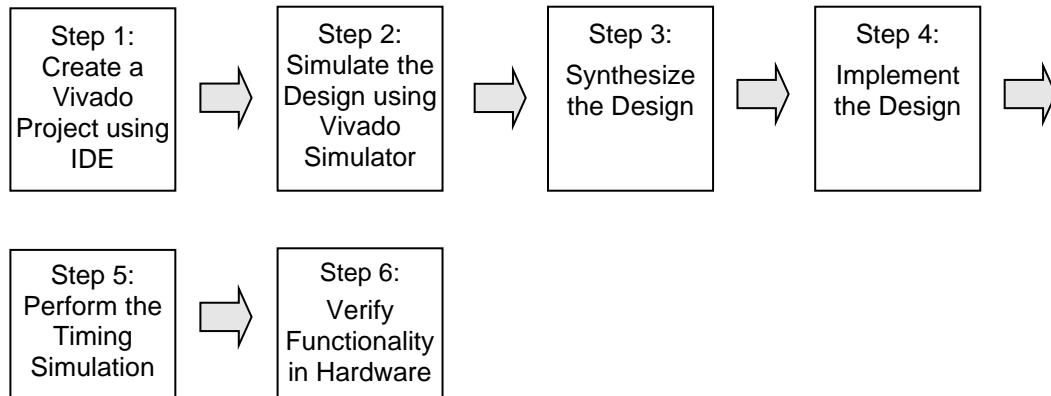 Step 1:
Create a
Vivado
Project using
IDE
Step 2:
Simulate the
Design using
Vivado
Simulator
Step 3:
Synthesize
the Design
Step 4:
Implement
the Design
Step 5:
Perform the
Timing
Simulation
Step 6:
Verify
Functionality
in Hardware